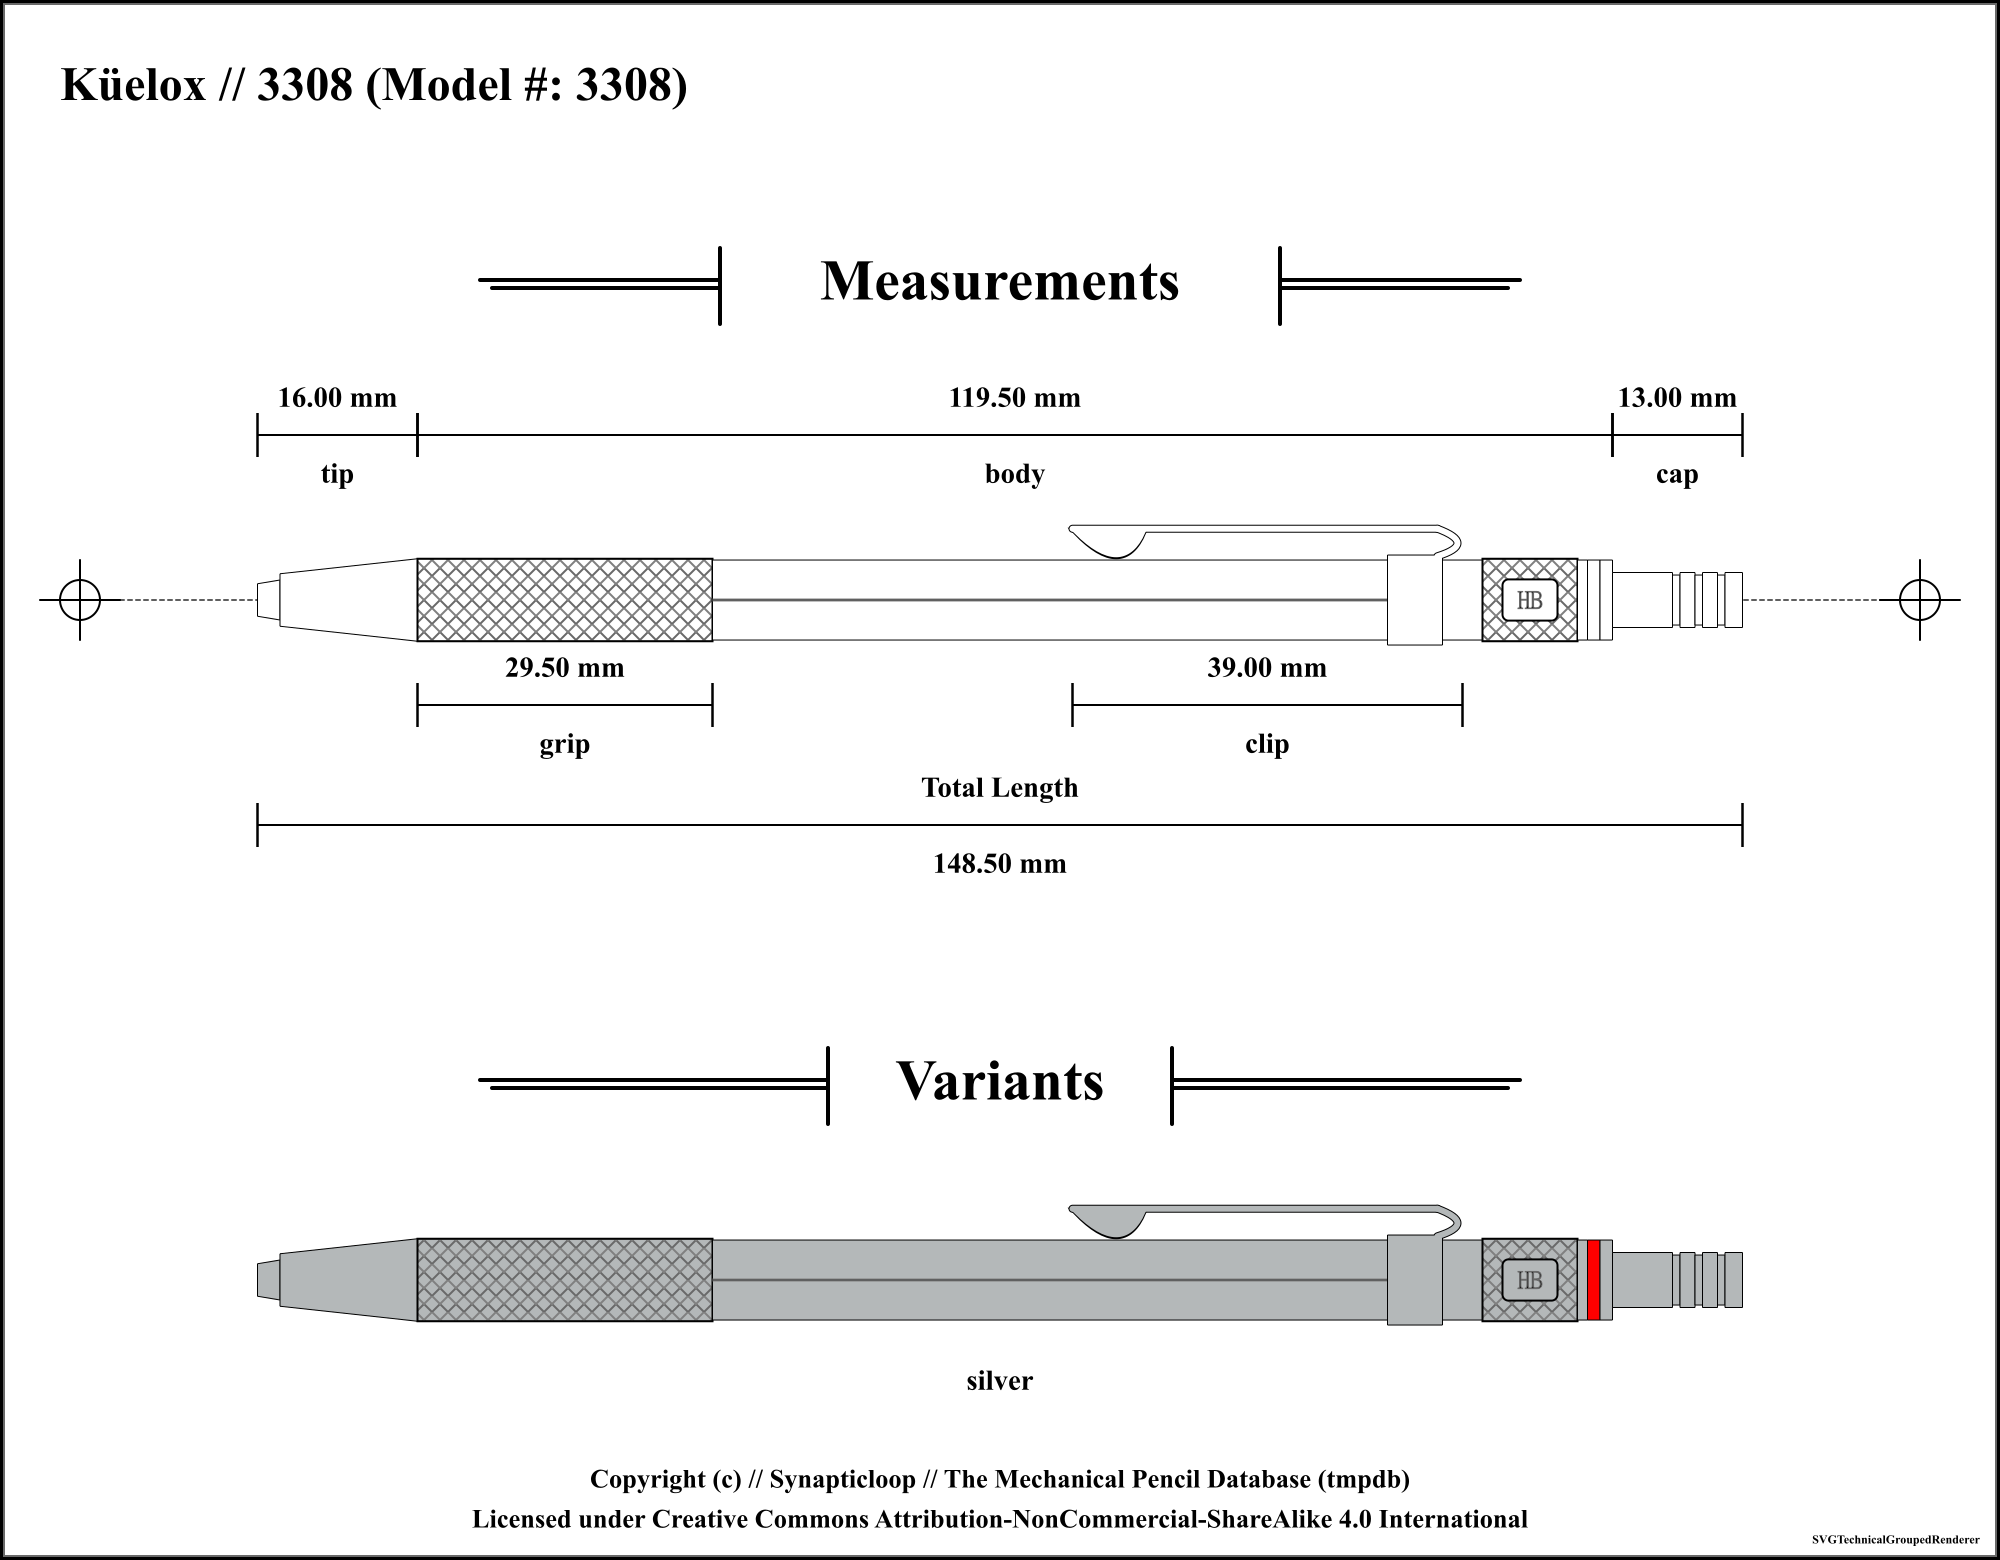 Küelox // 3308 (Model #: 3308)
Measurements
16.00 mm
119.50 mm
13.00 mm
tip
body
cap
HB
29.50 mm
39.00 mm
grip
clip
Total Length
148.50 mm
Variants
HB
silver
Copyright (c) // Synapticloop // The Mechanical Pencil Database (tmpdb)
Licensed under Creative Commons Attribution-NonCommercial-ShareAlike 4.0 International
SVGTechnicalGroupedRenderer